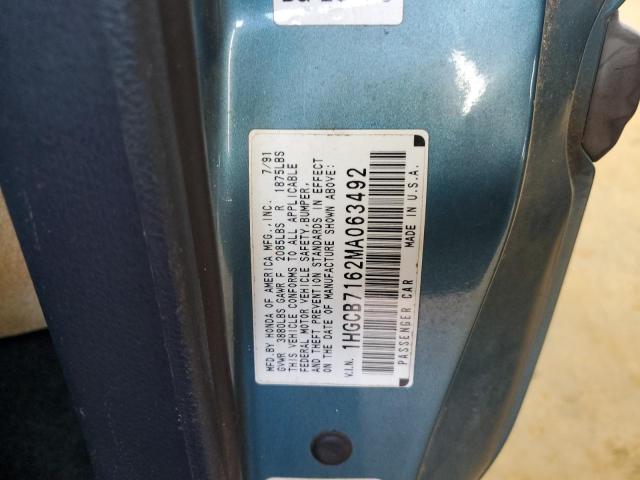 MFD.BY HONDA OF AMERICA MFG.,INC. 7/91
GVWR 3880LBS GAWR F 2085LBS R 1875LBS
THIS VEHICLE CONFORMS TO ALL APPLICABLE
FEDERAL MOTOR VEHICLE SAFETY,BUMPER,
AND THEFT PREVENTION STANDARDS IN EFFECT
ON THE DATE OF MANUFACTURE SHOWN ABOVE:
V.I.N. 1HGCB7162MA063492
PASSENGER CAR MADE IN U.S.A.